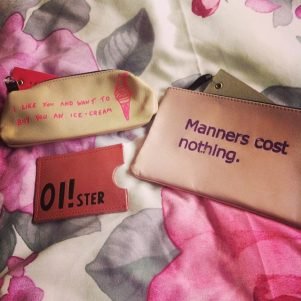 I LIKE YOU AND WANT TO
BUY YOU AN ICE-CREAM
Manners cost
nothing.
OI!STER